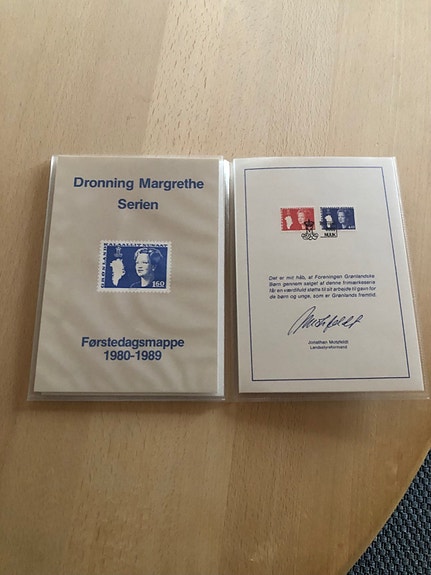 Dronning Margrethe
Serien
KALAALLIT NUNAAT
GRØNLAND
160
Førstedagsmappe
1980-1989
Det er mit håb, at Foreningen Grønlandske
Børn gennem salget af denne frimærkeserie
får en værdifuld støtte til sit arbejde til gavn for
de børn og unge, som er Grønlands fremtid.
Jonathan Motzfeldt
Landsstyreformand